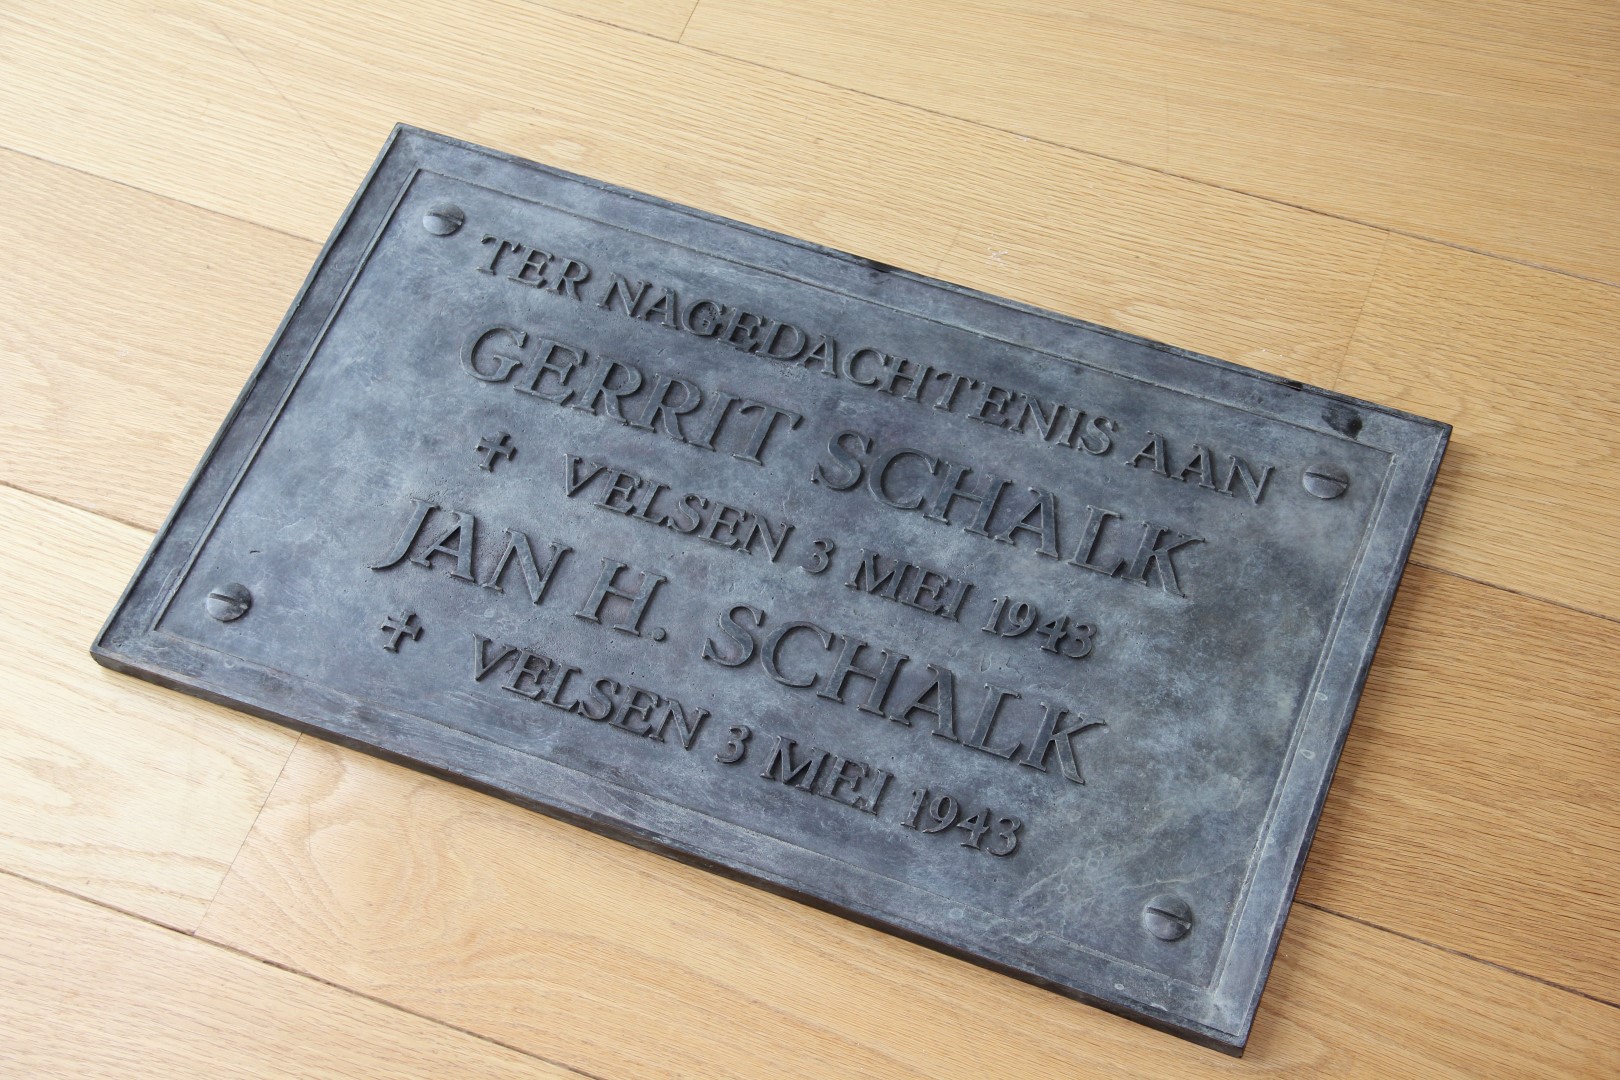 TER NAGEDACHTENIS AAN
GERRIT SCHALK
✝ VELSEN 3 MEI 1943
JAN H. SCHALK
✝ VELSEN 3 MEI 1943